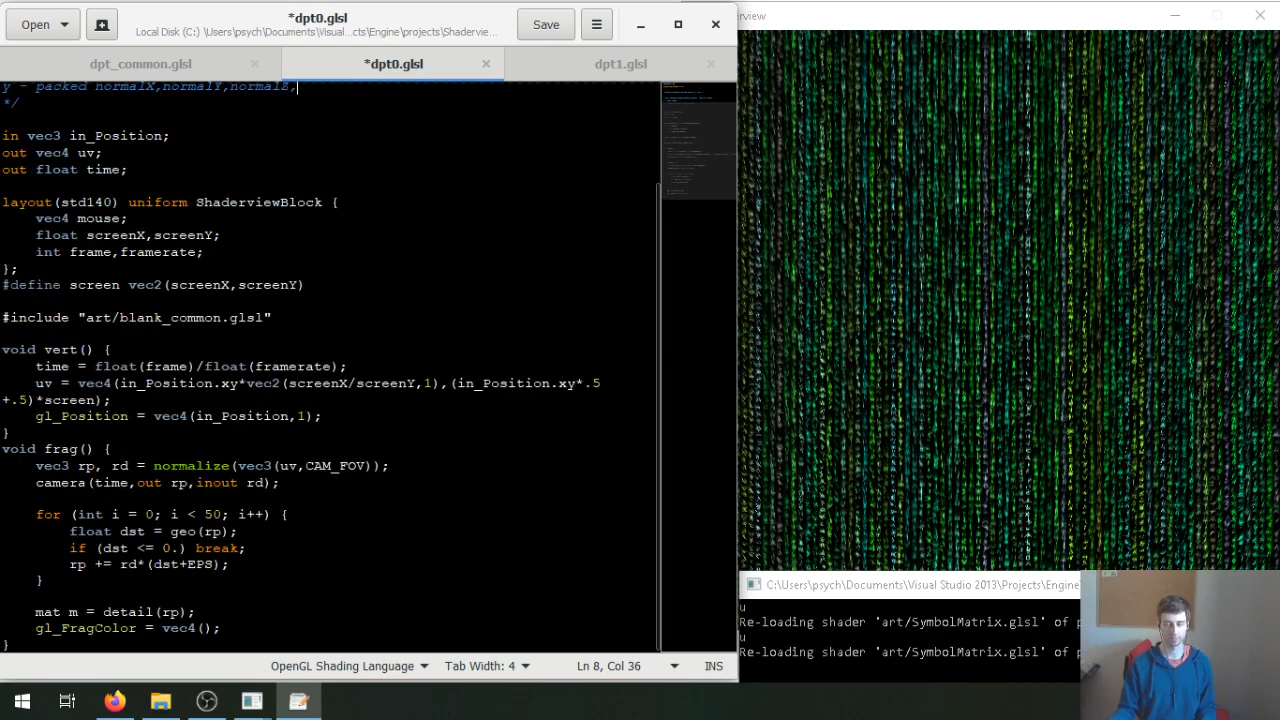 Open
*dpt0.glsl
Local Disk (C:) \Users\psych\Documents\Visual ...cts\Engine\projects\Shadervie...
Save
dpt_common.glsl
*dpt0.glsl
dpt1.glsl
y - packed normalX,normalY,normalZ,
*/
in vec3 in_Position;
out vec4 uv;
out float time;
layout(std140) uniform ShaderviewBlock {
vec4 mouse;
float screenX,screenY;
int frame,framerate;
};
#define screen vec2(screenX,screenY)
#include "art/blank_common.glsl"
void vert() {
time = float(frame)/float(framerate);
uv = vec4(in_Position.xy*vec2(screenX/screenY,1),(in_Position.xy*.5
+.5)*screen);
gl_Position = vec4(in_Position,1);
}
void frag() {
vec3 rp, rd = normalize(vec3(uv,CAM_FOV));
camera(time,out rp,inout rd);
for (int i = 0; i < 50; i++) {
float dst = geo(rp);
if (dst <= 0.) break;
rp += rd*(dst+EPS);
}
mat m = detail(rp);
gl_FragColor = vec4();
}
OpenGL Shading Language
Tab Width: 4
Ln 8, Col 36
INS
erview
C:\Users\psych\Documents\Visual Studio 2013\Projects\Engine
u
Re-loading shader 'art/SymbolMatrix.glsl' of p
u
Re-loading shader 'art/SymbolMatrix.glsl' of p